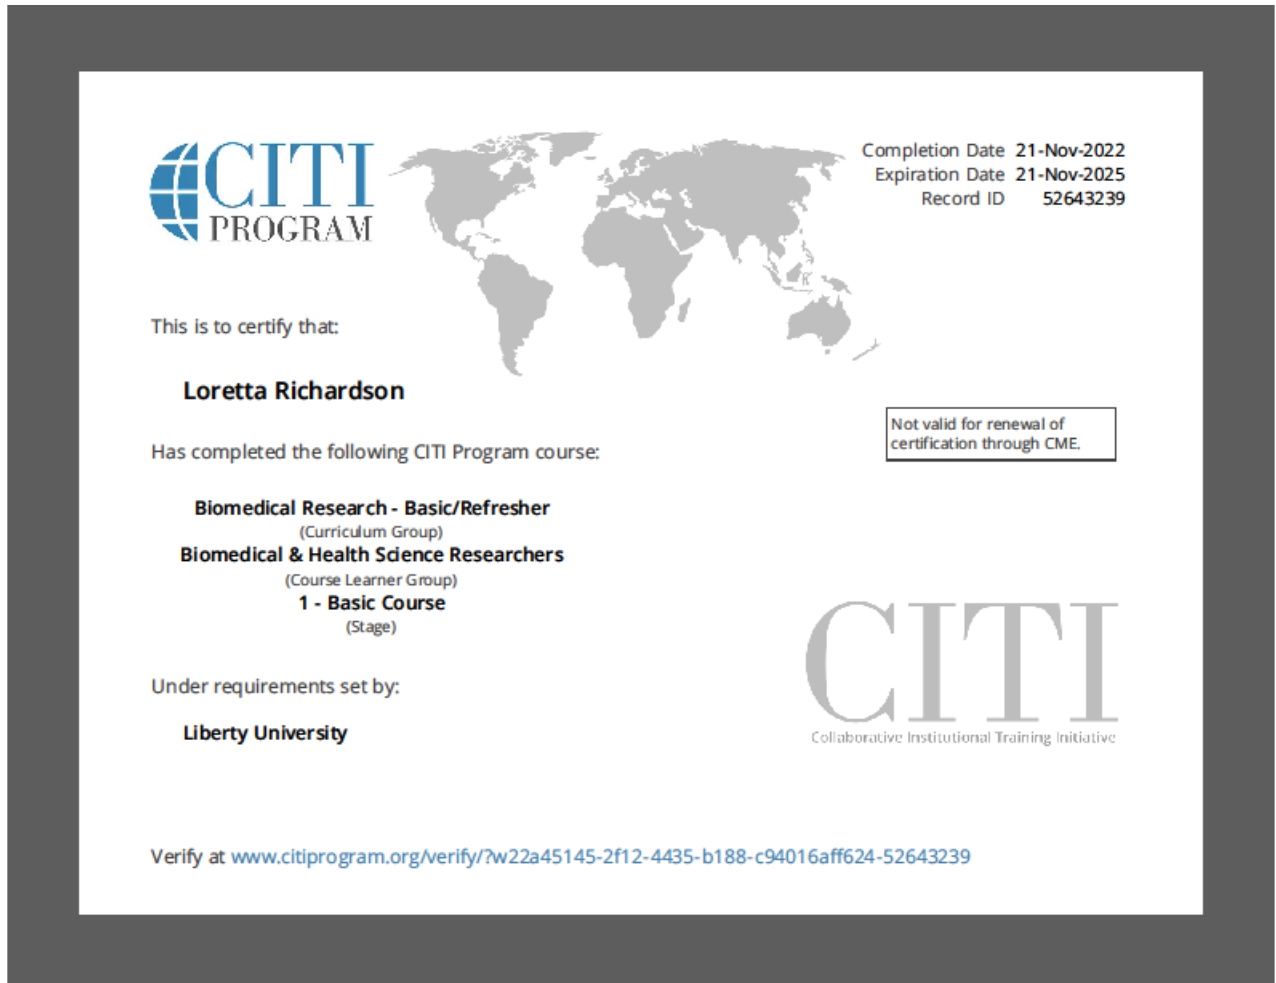 CITI
PROGRAM
Completion Date 21-Nov-2022
Expiration Date 21-Nov-2025
Record ID 52643239
This is to certify that:
Loretta Richardson
Has completed the following CITI Program course:
Not valid for renewal of
certification through CME.
Biomedical Research - Basic/Refresher
(Curriculum Group)
Biomedical & Health Science Researchers
(Course Learner Group)
1 - Basic Course
(Stage)
Under requirements set by:
Liberty University
CITI
Collaborative Institutional Training Initiative
Verify at www.citiprogram.org/verify/?w22a45145-2f12-4435-b188-c94016aff624-52643239